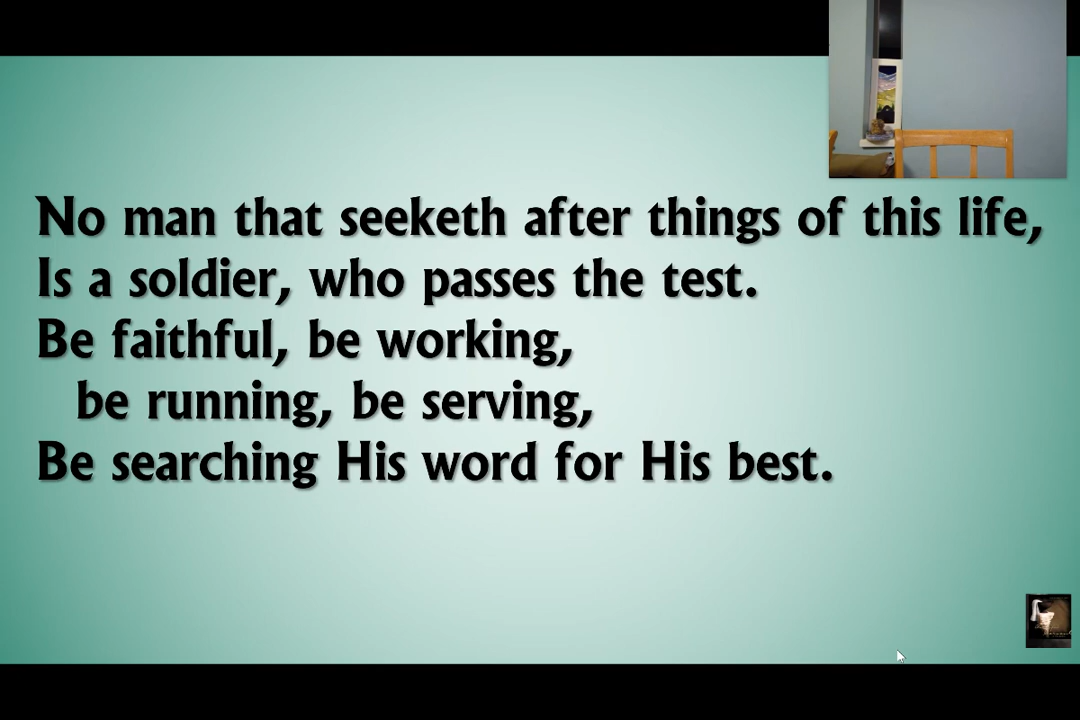 No man that seeketh after things of this life,
Is a soldier, who passes the test.
Be faithful, be working,
be running, be serving,
Be searching His word for His best.